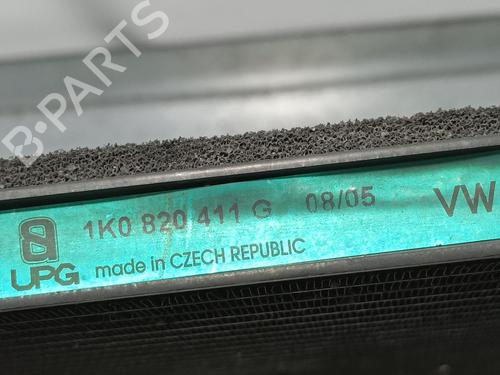 B-PARTS
1K0 820 411 G 08/05 VW
UPG made in CZECH REPUBLIC